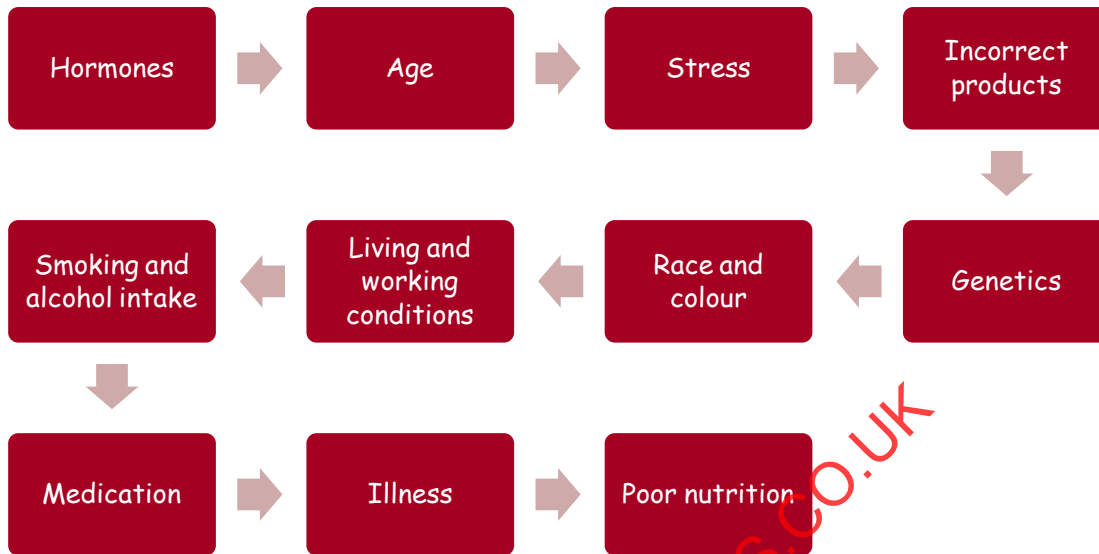 Hormones
Age
Stress
Incorrect
products
Genetics
Race and
colour
Living and
working
conditions
Smoking and
alcohol intake
Medication
Illness
Poor nutrition
S.CO.UK